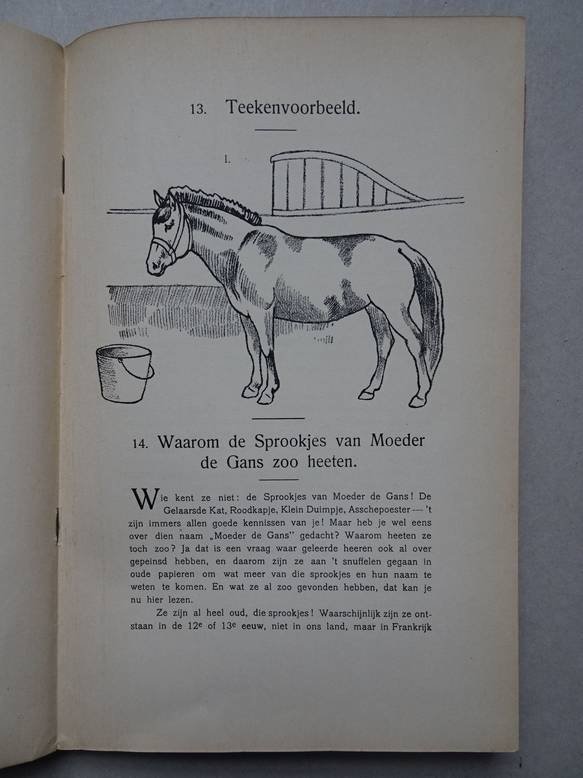 13. Teekenvoorbeeld.
1.
14. Waarom de Sprookjes van Moeder
de Gans zoo heeten.
Wie kent ze niet: de Sprookjes van Moeder de Gans! De
Gelaarsde Kat, Roodkapje, Klein Duimpje, Asschepoester — 't
zijn immers allen goede kennissen van je! Maar heb je wel eens
over dien naam „Moeder de Gans" gedacht? Waarom heeten ze
toch zoo? Ja dat is een vraag waar geleerde heeren ook al over
gepeinsd hebben, en daarom zijn ze aan 't snuffelen gegaan in
oude papieren om wat meer van die sprookjes en hun naam te
weten te komen. En wat ze al zoo gevonden hebben, dat kan je
nu hier lezen.
Ze zijn al heel oud, die sprookjes! Waarschijnlijk zijn ze ont-
staan in de 12e of 13e eeuw, niet in ons land, maar in Frankrijk